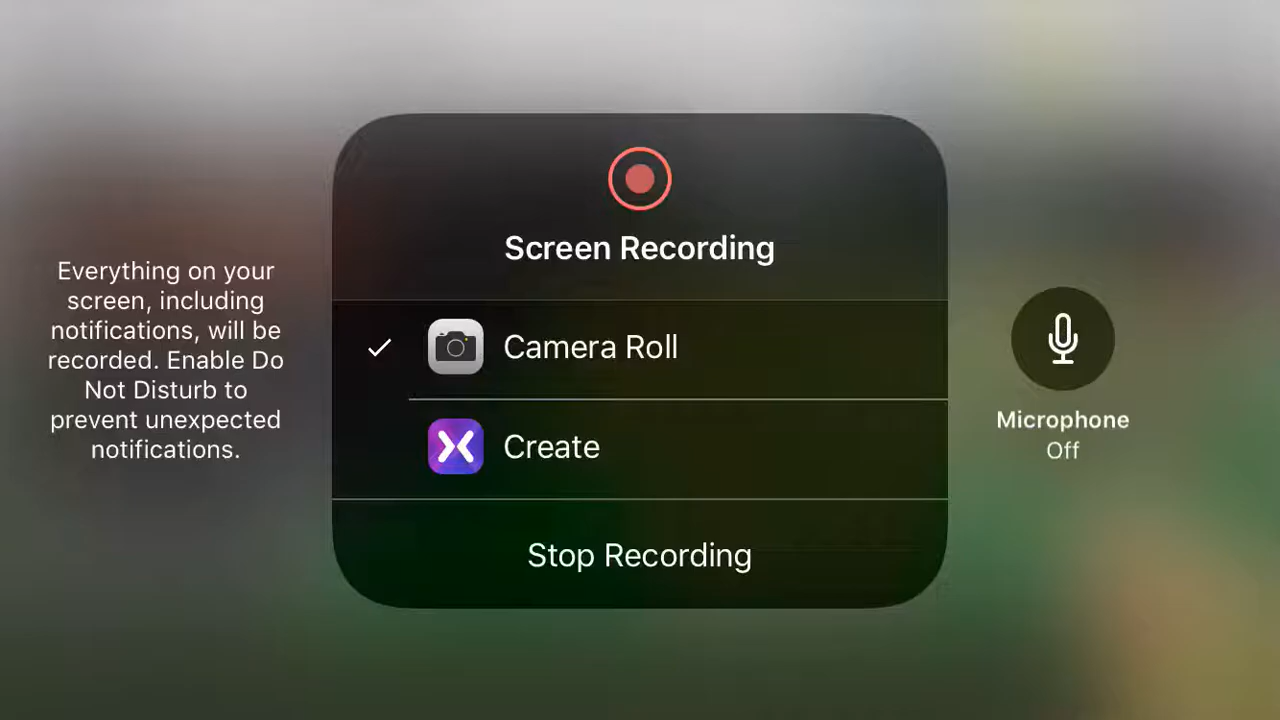 Everything on your
screen, including
notifications, will be
recorded. Enable Do
Not Disturb to
prevent unexpected
notifications.
Screen Recording
Camera Roll
Create
Stop Recording
Microphone
Off